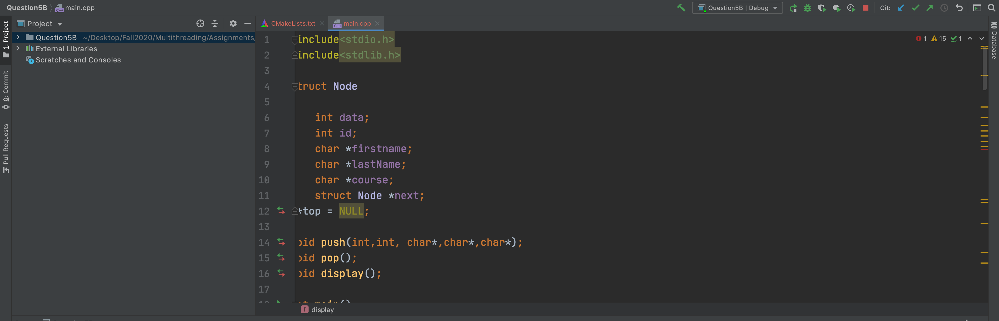 Question5B main.cpp
Question5B | Debug
Git:
1: Project
0: Commit
Pull Requests
Project
Question5B ~/Desktop/Fall2020/Multithreading/Assignments/
External Libraries
Scratches and Consoles
CMakeLists.txt
main.cpp
1 include<stdio.h>
2 include<stdlib.h>
3
4 truct Node
5
6 int data;
7 int id;
8 char *firstname;
9 char *lastName;
10 char *course;
11 struct Node *next;
12 *top = NULL;
13
14 oid push(int,int, char*,char*,char*);
15 oid pop();
16 oid display();
17
1 15 1
Database
f display